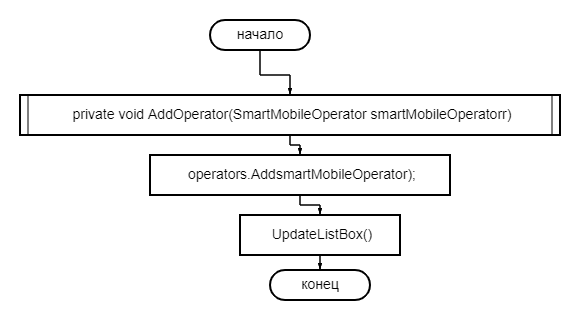 начало
private void AddOperator(SmartMobileOperator smartMobileOperatorr)
operators.AddsmartMobileOperator);
UpdateListBox()
конец